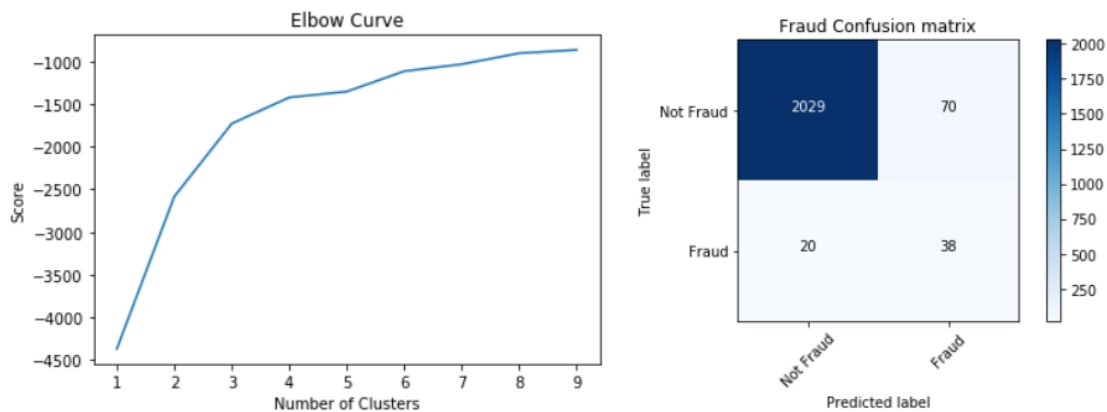 Elbow Curve
Score
−1000
−1500
−2000
−2500
−3000
−3500
−4000
−4500
1 2 3 4 5 6 7 8 9
Number of Clusters
Fraud Confusion matrix
True label
Not Fraud
2029 70
Fraud
20 38
Not Fraud Fraud
Predicted label
2000
1750
1500
1250
1000
750
500
250